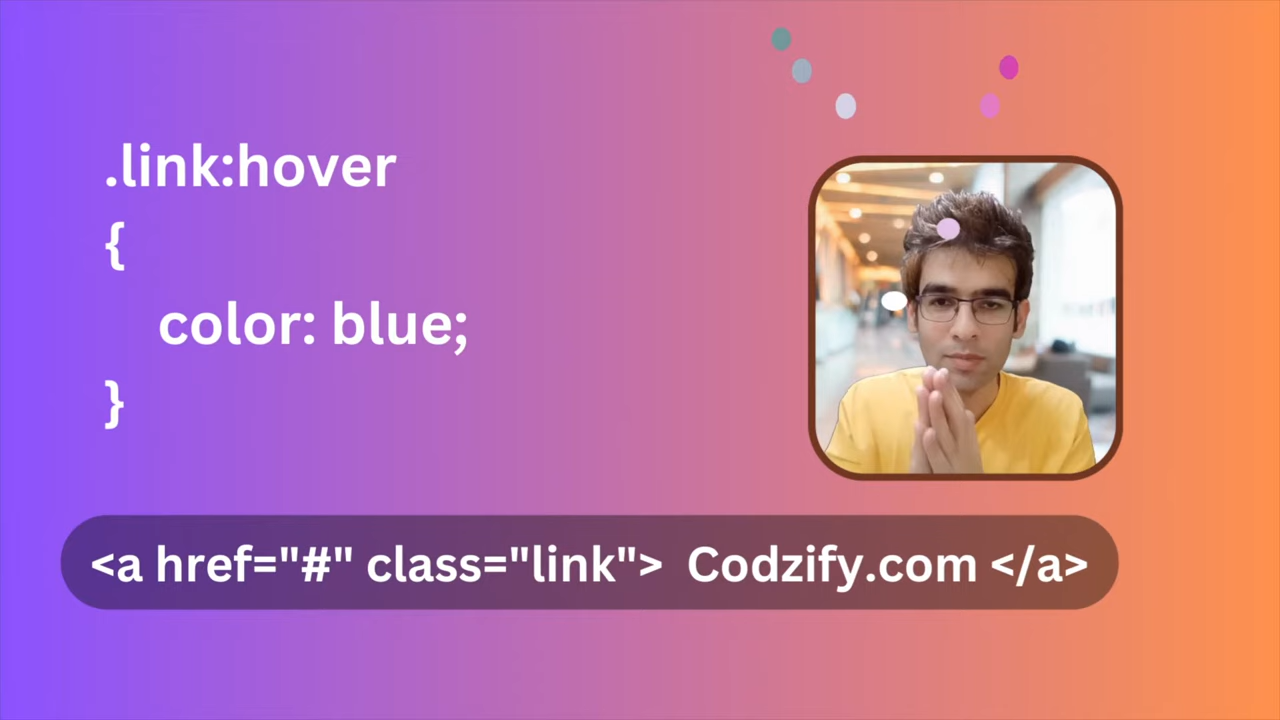 .link:hover
{
color: blue;
}
<a href="#" class="link"> Codzify.com </a>